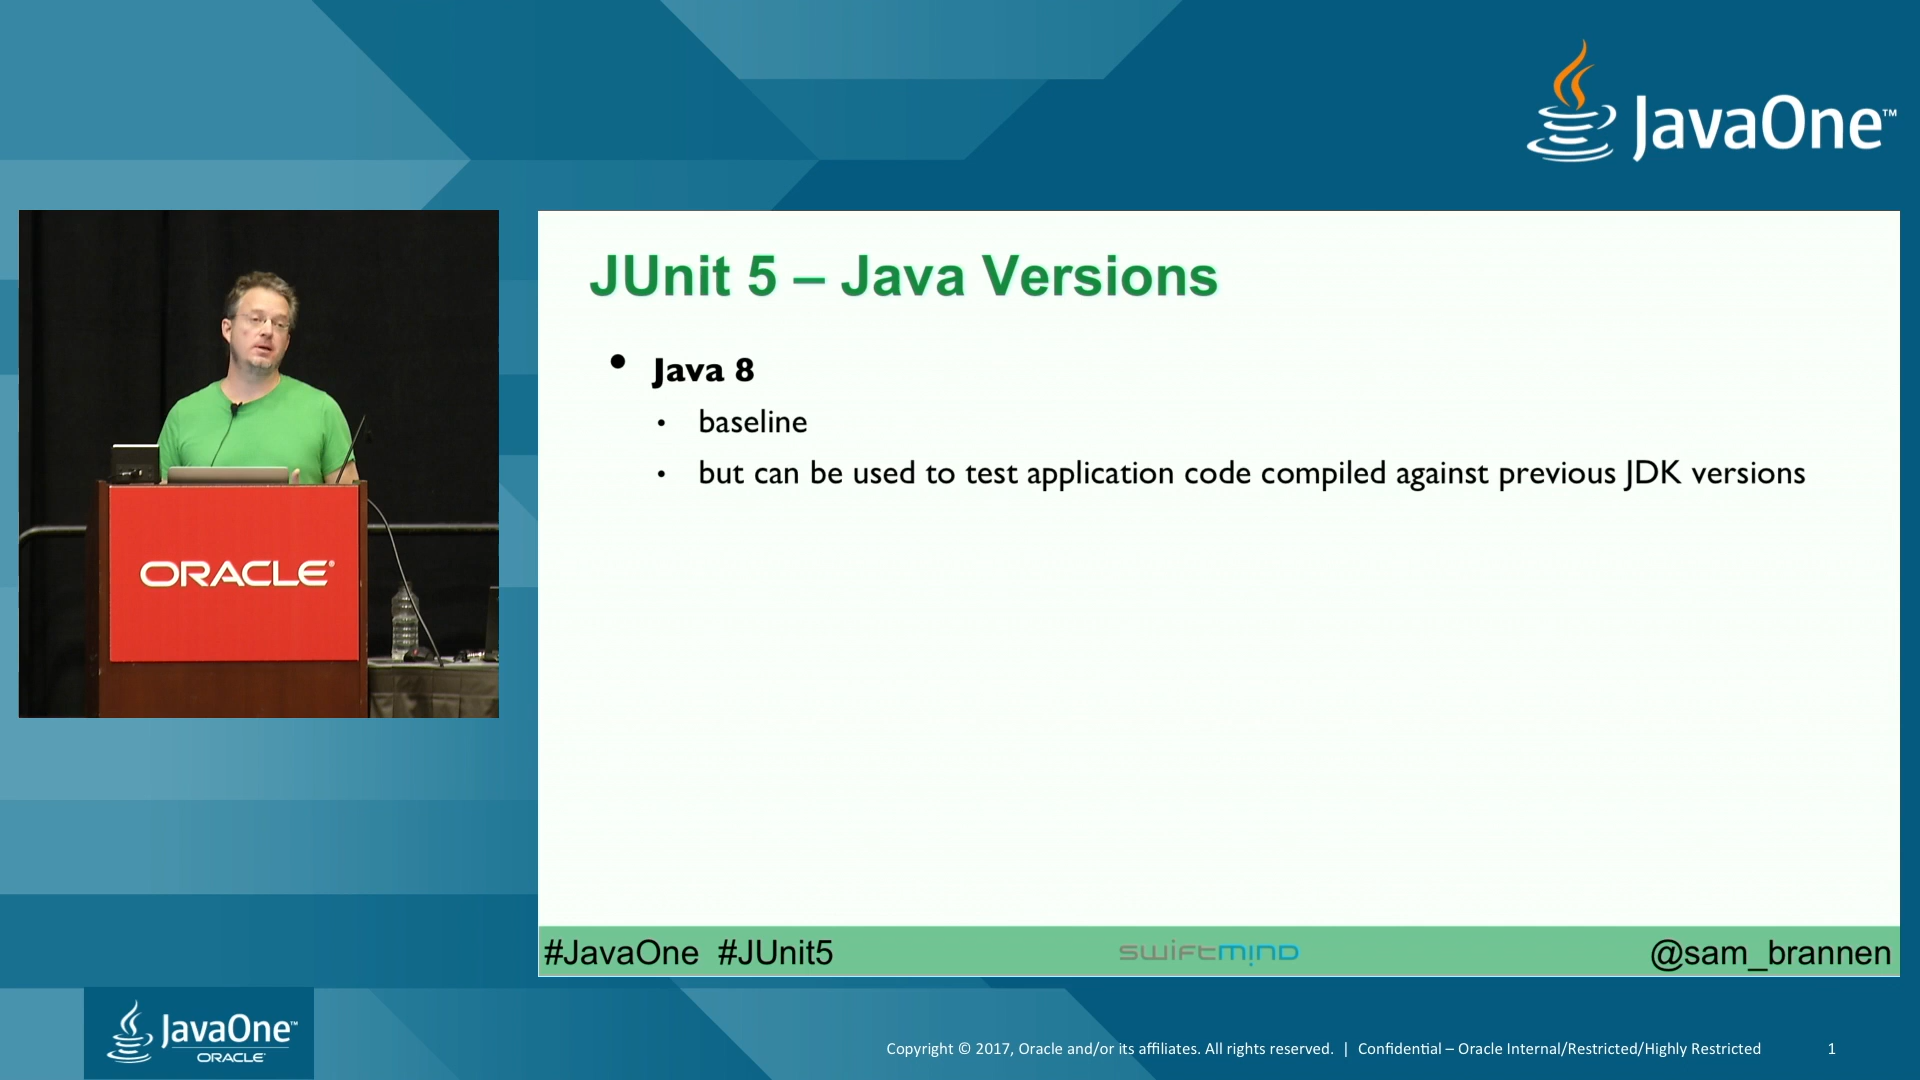 JavaOne™
JUnit 5 – Java Versions
• Java 8
• baseline
• but can be used to test application code compiled against previous JDK versions
ORACLE®
#JavaOne #JUnit5
swiftmind
@sam_brannen
JavaOne™
ORACLE®
Copyright © 2017, Oracle and/or its affiliates. All rights reserved. | Confidential – Oracle Internal/Restricted/Highly Restricted
1